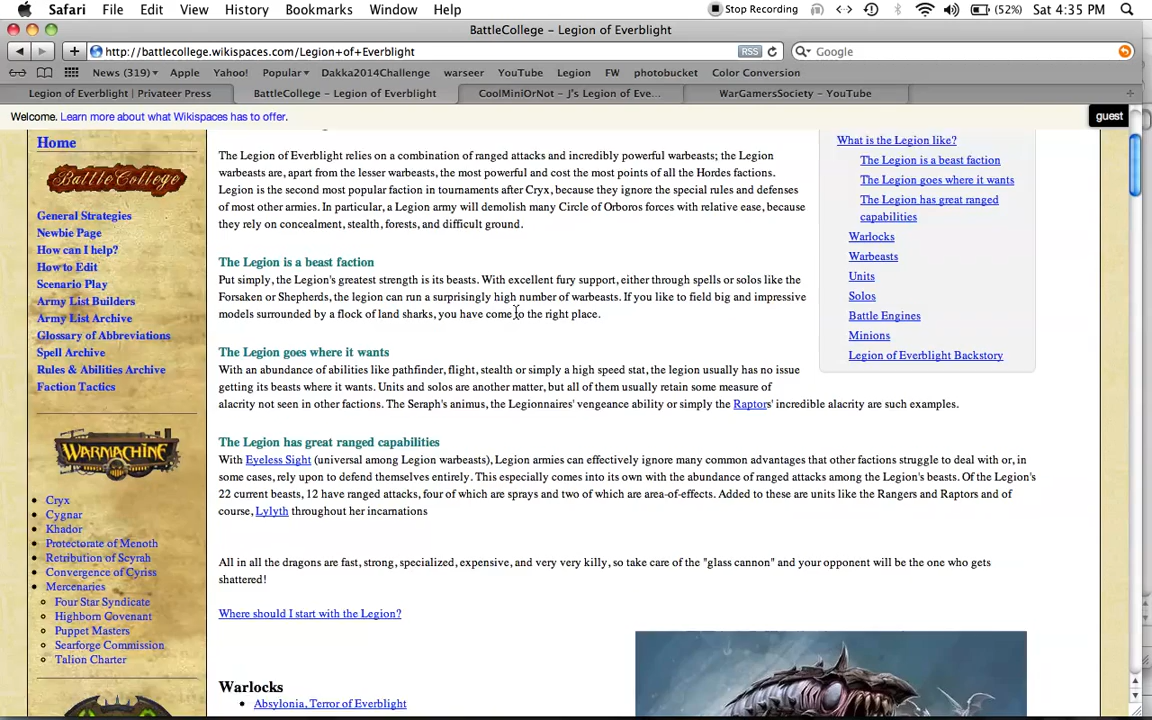 Safari File Edit View History Bookmarks Window Help Stop Recording (52%) Sat 4:35 PM
BattleCollege – Legion of Everblight
http://battlecollege.wikispaces.com/Legion+of+Everblight RSS Google
News (319) Apple Yahoo! Popular Dakka2014Challenge warseer YouTube Legion FW photobucket Color Conversion
Legion of Everblight | Privateer Press BattleCollege – Legion of Everblight CoolMiniOrNot – J's Legion of Eve... WarGamersSociety – YouTube
Welcome. Learn more about what Wikispaces has to offer. guest
Home
BattleCollege
General Strategies
Newbie Page
How can I help?
How to Edit
Scenario Play
Army List Builders
Army List Archive
Glossary of Abbreviations
Spell Archive
Rules & Abilities Archive
Faction Tactics
WARMACHINE
Cryx
Cygnar
Khador
Protectorate of Menoth
Retribution of Scyrah
Convergence of Cyriss
Mercenaries
Four Star Syndicate
Highborn Covenant
Puppet Masters
Searforge Commission
Talion Charter
The Legion of Everblight relies on a combination of ranged attacks and incredibly powerful warbeasts; the Legion
warbeasts are, apart from the lesser warbeasts, the most powerful and cost the most points of all the Hordes factions.
Legion is the second most popular faction in tournaments after Cryx, because they ignore the special rules and defenses
of most other armies. In particular, a Legion army will demolish many Circle of Orboros forces with relative ease, because
they rely on concealment, stealth, forests, and difficult ground.
The Legion is a beast faction
Put simply, the Legion's greatest strength is its beasts. With excellent fury support, either through spells or solos like the
Forsaken or Shepherds, the legion can run a surprisingly high number of warbeasts. If you like to field big and impressive
models surrounded by a flock of land sharks, you have come to the right place.
The Legion goes where it wants
With an abundance of abilities like pathfinder, flight, stealth or simply a high speed stat, the legion usually has no issue
getting its beasts where it wants. Units and solos are another matter, but all of them usually retain some measure of
alacrity not seen in other factions. The Seraph's animus, the Legionnaires' vengeance ability or simply the Raptors' incredible alacrity are such examples.
The Legion has great ranged capabilities
With Eyeless Sight (universal among Legion warbeasts), Legion armies can effectively ignore many common advantages that other factions struggle to deal with or, in
some cases, rely upon to defend themselves entirely. This especially comes into its own with the abundance of ranged attacks among the Legion's beasts. Of the Legion's
22 current beasts, 12 have ranged attacks, four of which are sprays and two of which are area-of-effects. Added to these are units like the Rangers and Raptors and of
course, Lylyth throughout her incarnations
All in all the dragons are fast, strong, specialized, expensive, and very very killy, so take care of the "glass cannon" and your opponent will be the one who gets
shattered!
Where should I start with the Legion?
Warlocks
Absylonia, Terror of Everblight
What is the Legion like?
The Legion is a beast faction
The Legion goes where it wants
The Legion has great ranged
capabilities
Warlocks
Warbeasts
Units
Solos
Battle Engines
Minions
Legion of Everblight Backstory